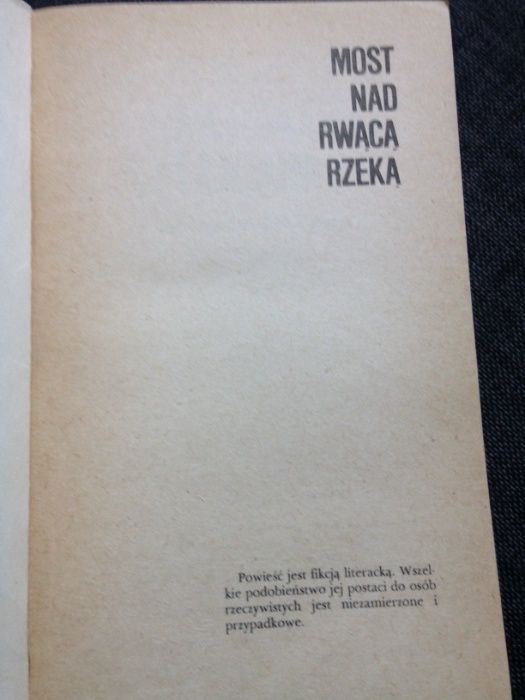 MOST
NAD
RWĄCĄ
RZEKĄ
Powieść jest fikcją literacką. Wszel-
kie podobieństwo jej postaci do osób
rzeczywistych jest niezamierzone i
przypadkowe.